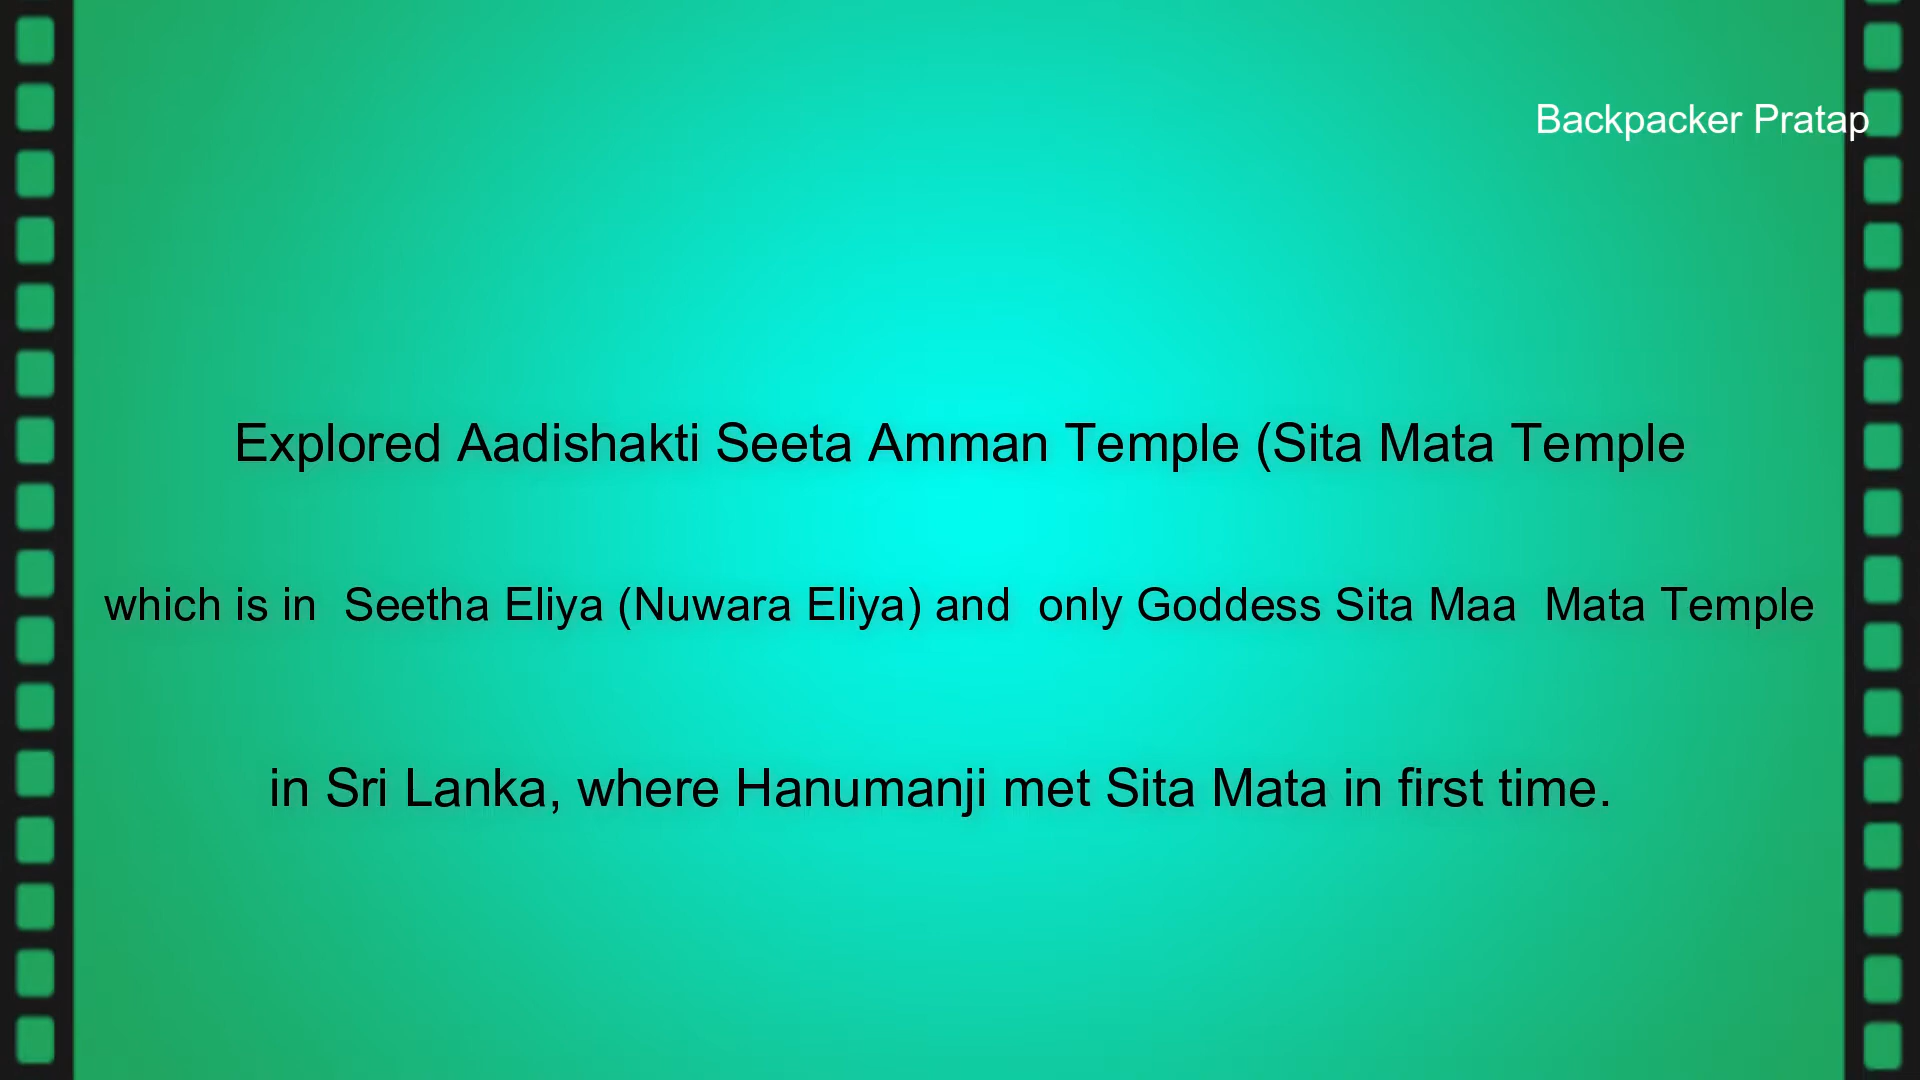 Backpacker Pratap
Explored Aadishakti Seeta Amman Temple (Sita Mata Temple
which is in  Seetha Eliya (Nuwara Eliya) and  only Goddess Sita Maa  Mata Temple
in Sri Lanka, where Hanumanji met Sita Mata in first time.